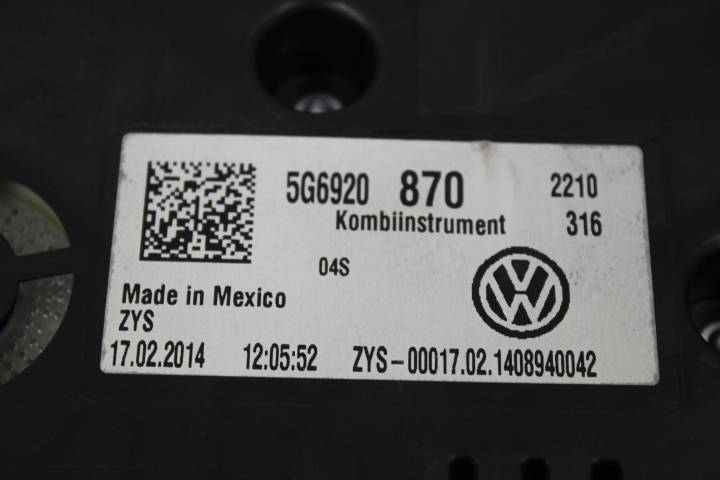 5G6920 870 2210
Kombiinstrument 316
04S
Made in Mexico
ZYS
17.02.2014 12:05:52 ZYS-00017.02.1408940042